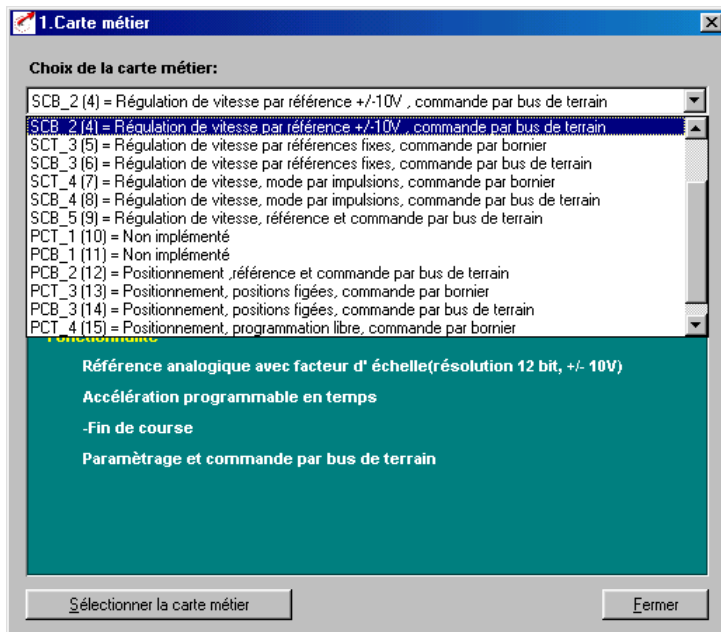 1.Carte métier
Choix de la carte métier:
SCB_2 (4) = Régulation de vitesse par référence +/-10V , commande par bus de terrain
SCB_2 (4) = Régulation de vitesse par référence +/-10V , commande par bus de terrain
SCT_3 (5) = Régulation de vitesse par références fixes, commande par bornier
SCB_3 (6) = Régulation de vitesse par références fixes, commande par bus de terrain
SCT_4 (7) = Régulation de vitesse, mode par impulsions, commande par bornier
SCB_4 (8) = Régulation de vitesse, mode par impulsions, commande par bus de terrain
SCB_5 (9) = Régulation de vitesse, référence et commande par bus de terrain
PCT_1 (10) = Non implémenté
PCB_1 (11) = Non implémenté
PCB_2 (12) = Positionnement ,référence et commande par bus de terrain
PCT_3 (13) = Positionnement, positions figées, commande par bornier
PCB_3 (14) = Positionnement, positions figées, commande par bus de terrain
PCT_4 (15) = Positionnement, programmation libre, commande par bornier
Fonctionnalité
Référence analogique avec facteur d' échelle(résolution 12 bit, +/- 10V)
Accélération programmable en temps
-Fin de course
Paramètrage et commande par bus de terrain
Sélectionner la carte métier
Fermer